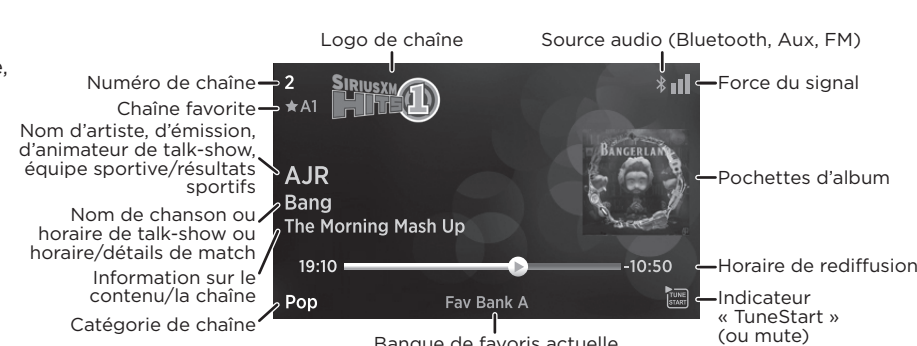 Logo de chaîne
Source audio (Bluetooth, Aux, FM)
Numéro de chaîne
Chaîne favorite
Nom d'artiste, d'émission,
d'animateur de talk-show,
équipe sportive/résultats
sportifs
Nom de chanson ou
horaire de talk-show ou
horaire/détails de match
Information sur le
contenu/la chaîne
Catégorie de chaîne
2
★A1
SIRIUSXM
HITS
1
AJR
Bang
The Morning Mash Up
BANGERLAN
19:10
-10:50
Pop
Fav Bank A
TUNE
START
Force du signal
Pochettes d'album
Horaire de rediffusion
Indicateur
« TuneStart »
(ou mute)
Banque de favoris actuelle